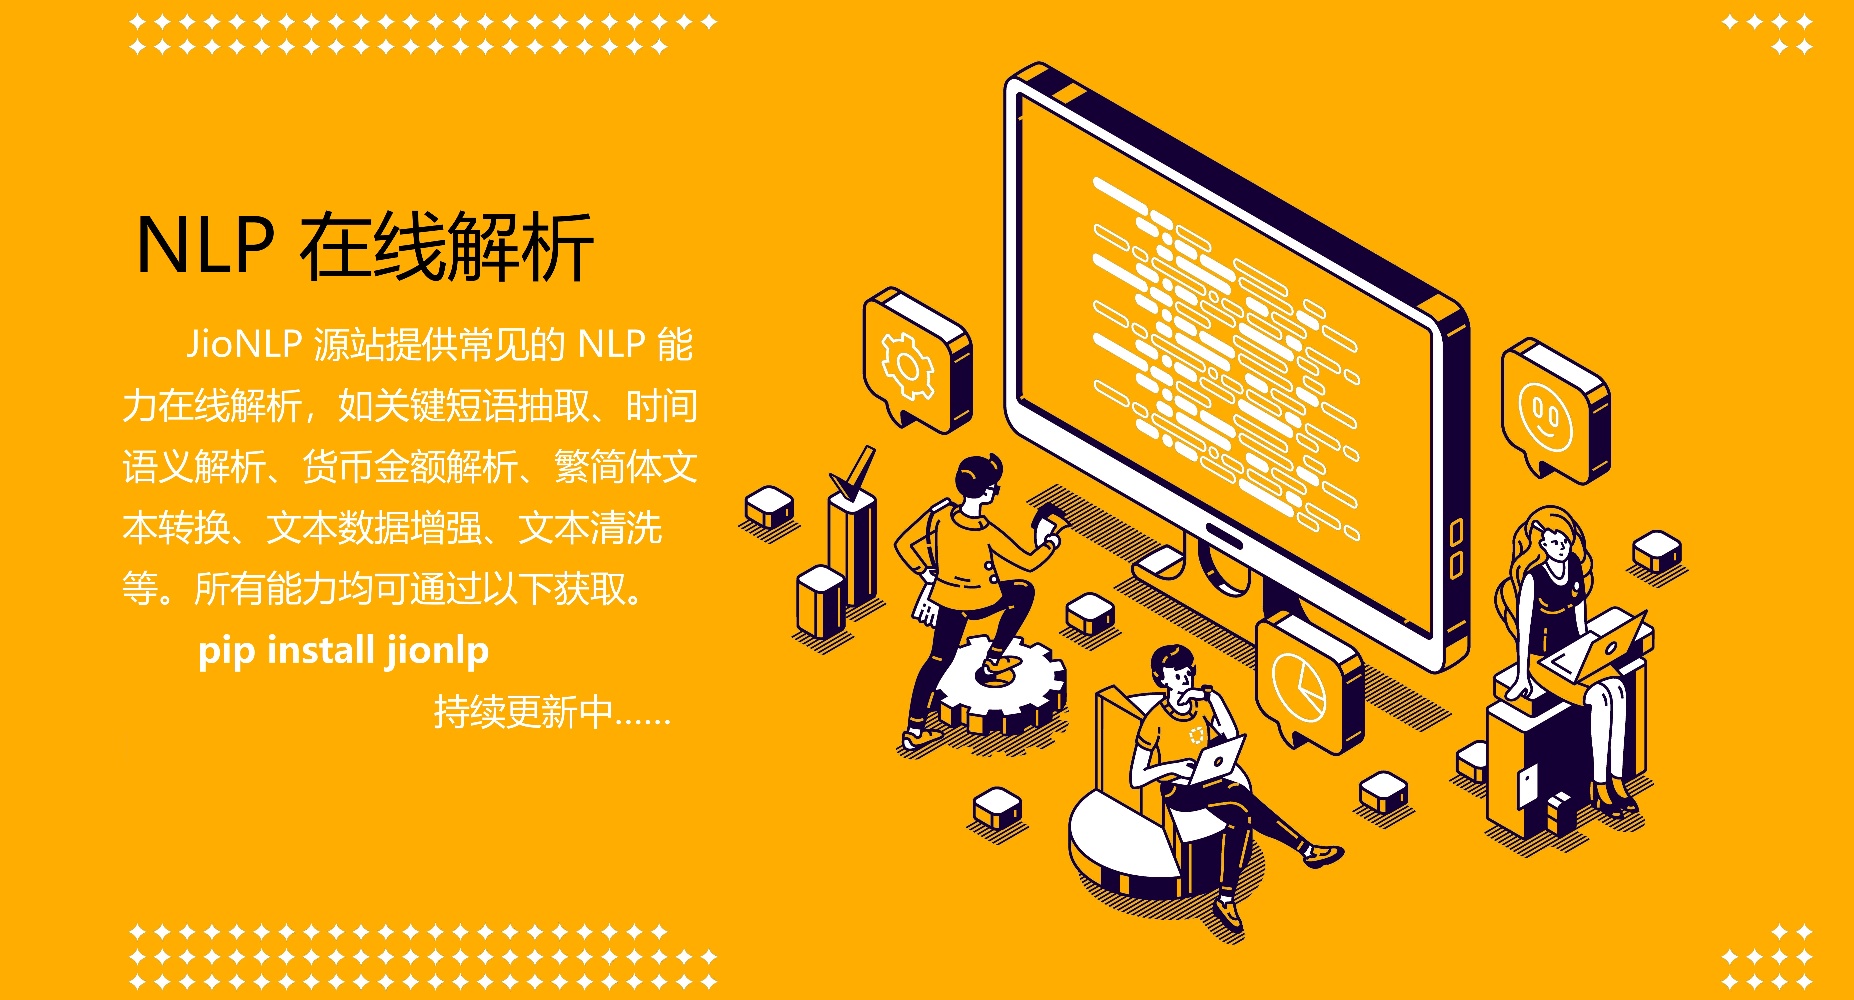 NLP 在线解析
JioNLP 源站提供常见的 NLP 能
力在线解析，如关键短语抽取、时间
语义解析、货币金额解析、繁简体文
本转换、文本数据增强、文本清洗
等。所有能力均可通过以下获取。
pip install jionlp
持续更新中……